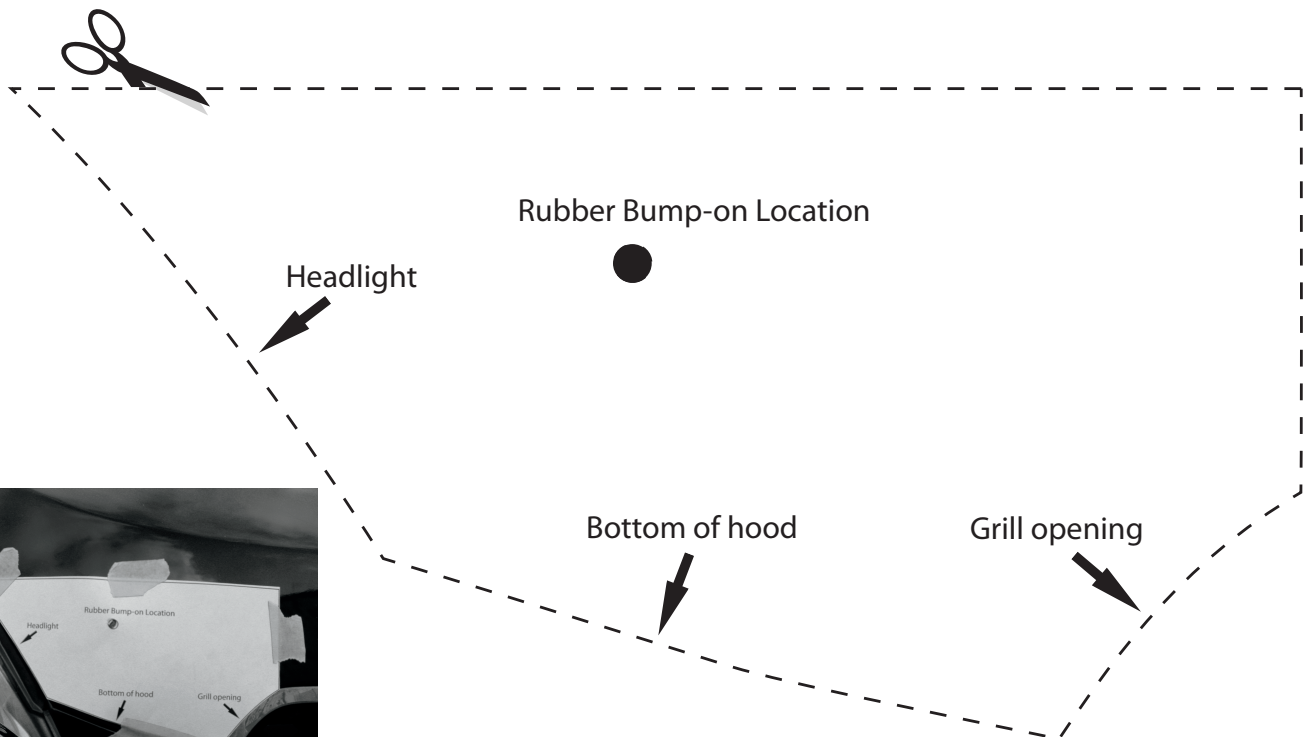 Rubber Bump-on Location
Headlight
Bottom of hood
Grill opening
Rubber Bump-on Location
Headlight
Bottom of hood
Grill opening